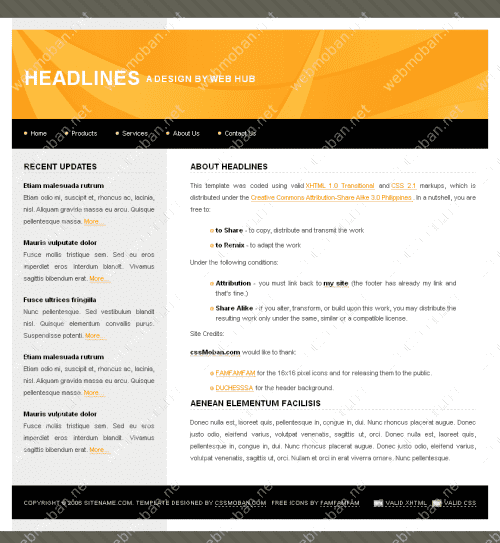 HEADLINES A DESIGN BY WEB HUB
Home Products Services About Us Contact Us
RECENT UPDATES
Etiam malesuada rutrum
Etiam odio mi, suscipit et, rhoncus ac, lacinia,
nisl. Aliquam gravida massa eu arcu. Quisque
pellentesque massa. More...
Mauris vulputate dolor
Fusce mollis tristique sem. Sed eu eros
imperdiet eros interdum blandit. Vivamus
sagittis bibendum erat. More...
Fusce ultrices fringilla
Nunc pellentesque. Sed vestibulum blandit
nisl. Quisque elementum convallis purus.
Suspendisse potenti. More...
Etiam malesuada rutrum
Etiam odio mi, suscipit et, rhoncus ac, lacinia,
nisl. Aliquam gravida massa eu arcu. Quisque
pellentesque massa. More...
Mauris vulputate dolor
Fusce mollis tristique sem. Sed eu eros
imperdiet eros interdum blandit. Vivamus
sagittis bibendum erat. More...
ABOUT HEADLINES
This template was coded using valid XHTML 1.0 Transitional and CSS 2.1 markups, which is
distributed under the Creative Commons Attribution-Share Alike 3.0 Philippines. In a nutshell, you are
free to:
to Share - to copy, distribute and transmit the work
to Remix - to adapt the work
Under the following conditions:
Attribution - you must link back to my site (the footer has already my link and
that's fine.)
Share Alike - if you alter, transform, or build upon this work, you may distribute the
resulting work only under the same, similar or a compatible license.
Site Credits:
cssMoban.com would like to thank:
FAMFAMFAM for the 16x16 pixel icons and for releasing them to the public.
DUCHESSSA for the header background.
AENEAN ELEMENTUM FACILISIS
Donec nulla est, laoreet quis, pellentesque in, congue in, dui. Nunc rhoncus placerat augue. Donec
justo odio, eleifend varius, volutpat venenatis, sagittis ut, orci. Donec nulla est, laoreet quis,
pellentesque in, congue in, dui. Nunc rhoncus placerat augue. Donec justo odio, eleifend varius,
volutpat venenatis, sagittis ut, orci. Nullam et orci in erat viverra ornare. Nunc pellentesque.
COPYRIGHT © 2008 SITENAME.COM. TEMPLATE DESIGNED BY CSSMOBAN.COM FREE ICONS BY FAMFAMFAM VALID XHTML VALID CSS
webmoban.net